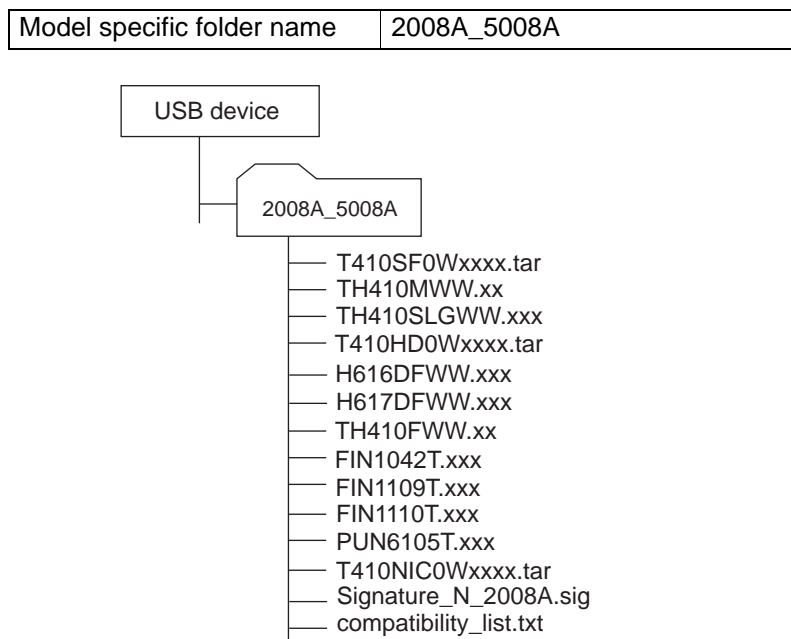 Model specific folder name 2008A_5008A
USB device
2008A_5008A
T410SF0Wxxxx.tar
TH410MWW.xx
TH410SLGWW.xxx
T410HD0Wxxxx.tar
H616DFWW.xxx
H617DFWW.xxx
TH410FWW.xx
FIN1042T.xxx
FIN1109T.xxx
FIN1110T.xxx
PUN6105T.xxx
T410NIC0Wxxxx.tar
Signature_N_2008A.sig
compatibility_list.txt